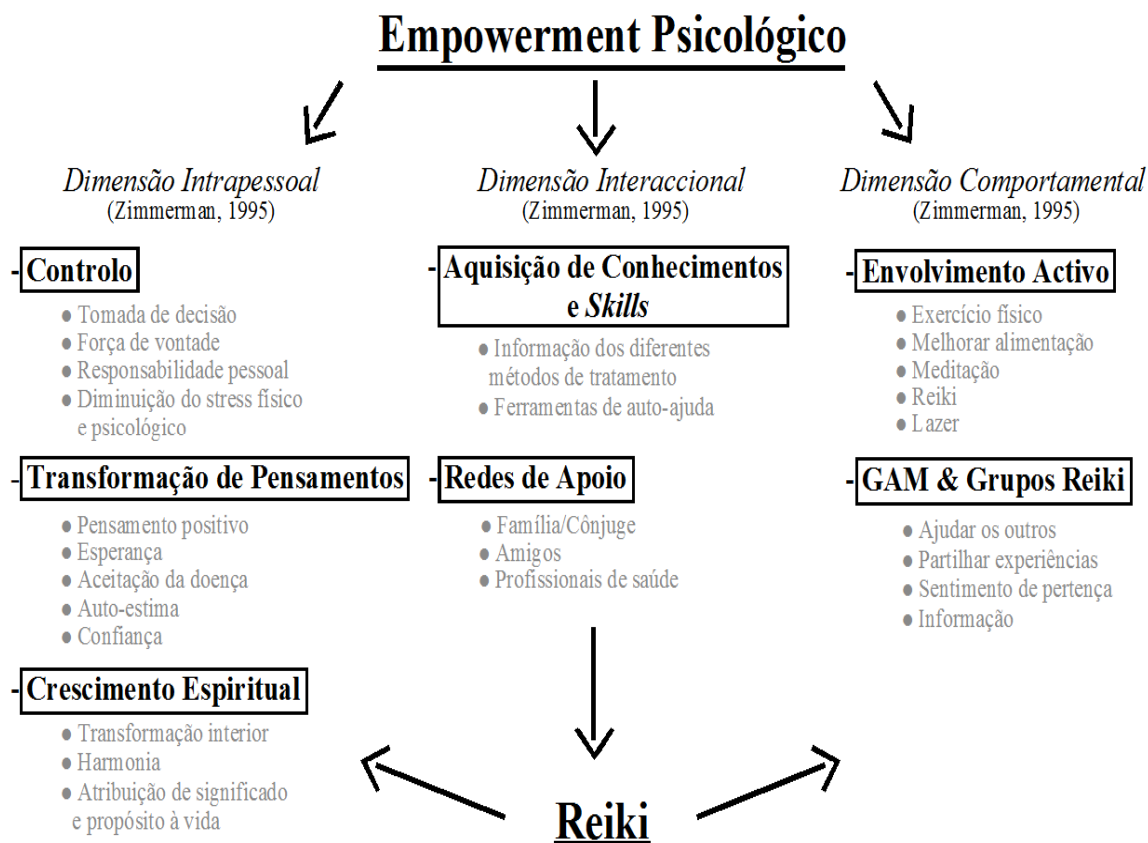 Empowerment Psicológico
Dimensão Intrapessoal
(Zimmerman, 1995)
- Controlo
● Tomada de decisão
● Força de vontade
● Responsabilidade pessoal
● Diminuição do stress físico
e psicológico
- Transformação de Pensamentos
● Pensamento positivo
● Esperança
● Aceitação da doença
● Auto-estima
● Confiança
- Crescimento Espiritual
● Transformação interior
● Harmonia
● Atribuição de significado
e propósito à vida
Dimensão Interaccional
(Zimmerman, 1995)
- Aquisição de Conhecimentos
e Skills
● Informação dos diferentes
métodos de tratamento
● Ferramentas de auto-ajuda
- Redes de Apoio
● Família/Cônjuge
● Amigos
● Profissionais de saúde
Dimensão Comportamental
(Zimmerman, 1995)
- Envolvimento Activo
● Exercício físico
● Melhorar alimentação
● Meditação
● Reiki
● Lazer
- GAM & Grupos Reiki
● Ajudar os outros
● Partilhar experiências
● Sentimento de pertença
● Informação
Reiki